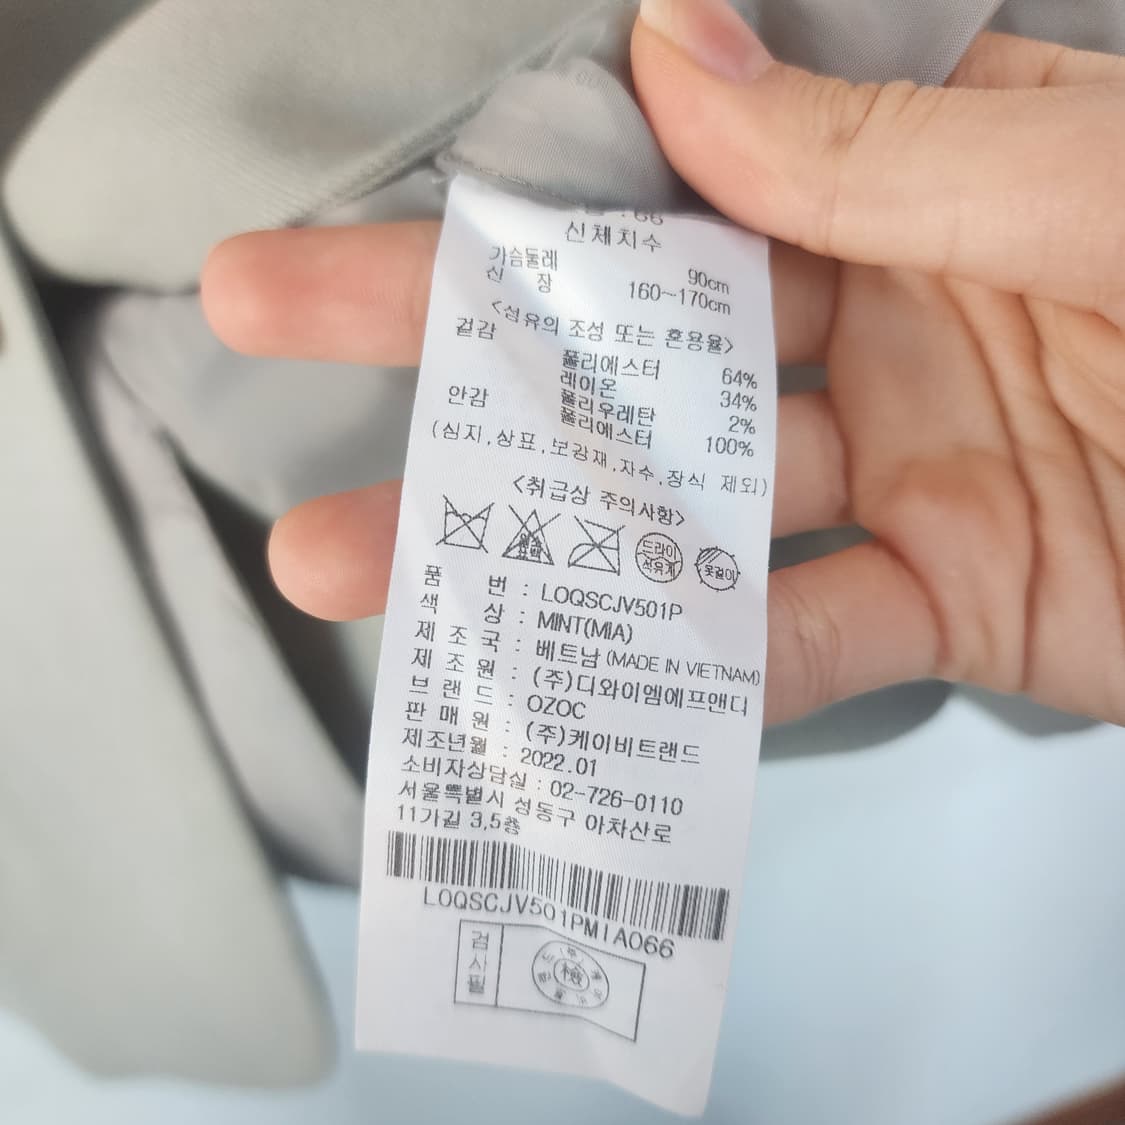 : 66
신체치수
가슴둘레 90cm
신 장 160~170cm
<섬유의 조성 또는 혼용율>
겉감 폴리에스터 64%
레이온 34%
폴리우레탄 2%
안감 폴리에스터 100%
(심지,상표,보강재,자수,장식 제외)
<취급상 주의사항>
염소 표백
드라이 석유계
옷걸이
품 번 : LOQSCJV501P
색 상 : MINT(MIA)
제 조 국 : 베트남 (MADE IN VIETNAM)
제 조 원 : (주)디와이엠에프앤디
브 랜 드 : OZOC
판 매 원 : (주)케이비트랜드
제조년월 : 2022.01
소비자상담실 : 02-726-0110
서울특별시 성동구 아차산로
11가길 3,5층
LOQSCJV501PMIA066
검사필
檢